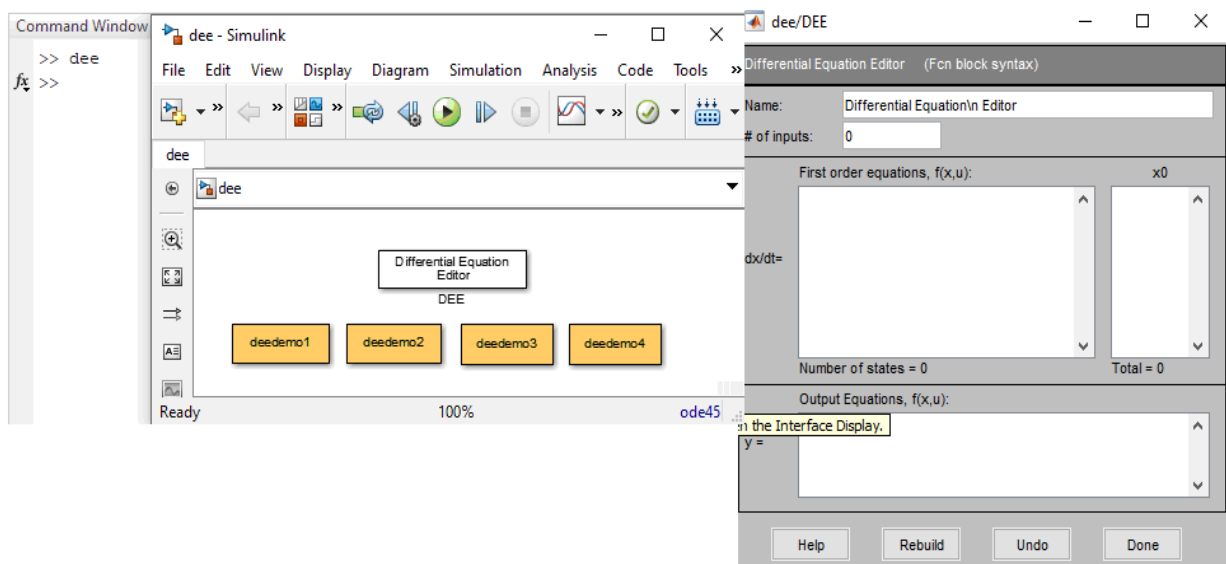 Command Window
>> dee
fx >>
dee - Simulink
File Edit View Display Diagram Simulation Analysis Code Tools »
» » » »
dee
dee
Differential Equation
Editor
DEE
deedemo1 deedemo2 deedemo3 deedemo4
Ready 100% ode45
dee/DEE
Differential Equation Editor (Fcn block syntax)
Name: Differential Equation\n Editor
# of inputs: 0
First order equations, f(x,u): x0
dx/dt=
Number of states = 0 Total = 0
Output Equations, f(x,u):
the Interface Display.
y =
Help Rebuild Undo Done